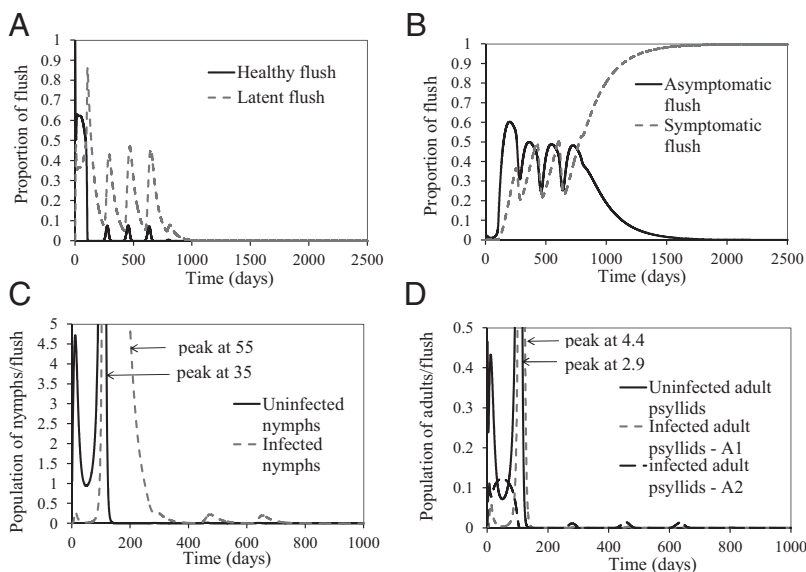 A
Proportion of flush
1
0.9
0.8
0.7
0.6
0.5
0.4
0.3
0.2
0.1
0
Healthy flush
Latent flush
0 500 1000 1500 2000 2500
Time (days)
B
Proportion of flush
1
0.9
0.8
0.7
0.6
0.5
0.4
0.3
0.2
0.1
0
Asymptomatic
flush
Symptomatic
flush
0 500 1000 1500 2000 2500
Time (days)
C
Population of nymphs/flush
5
4.5
4
3.5
3
2.5
2
1.5
1
0.5
0
peak at 55
peak at 35
Uninfected
nymphs
Infected
nymphs
0 200 400 600 800 1000
Time (days)
D
Population of adults/flush
0.5
0.4
0.3
0.2
0.1
0
peak at 4.4
peak at 2.9
Uninfected adult
psyllids
Infected adult
psyllids - A1
infected adult
psyllids - A2
0 200 400 600 800 1000
Time (days)